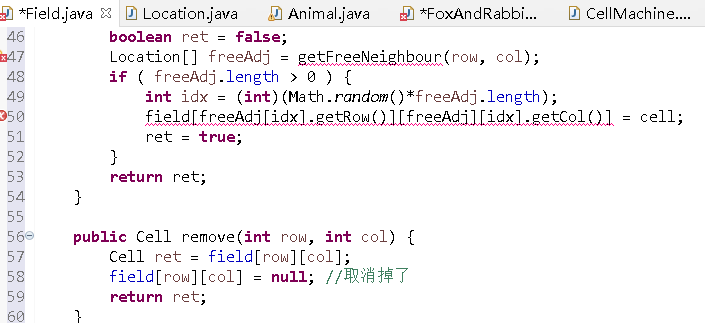 *Field.java Location.java Animal.java *FoxAndRabbi... CellMachine....
46 boolean ret = false;
47 Location[] freeAdj = getFreeNeighbour(row, col);
48 if ( freeAdj.length > 0 ) {
49 int idx = (int)(Math.random()*freeAdj.length);
50 field[freeAdj[idx].getRow()][freeAdj][idx].getCol()] = cell;
51 ret = true;
52 }
53 return ret;
54 }
55
56 public Cell remove(int row, int col) {
57 Cell ret = field[row][col];
58 field[row][col] = null; //取消掉了
59 return ret;
60 }